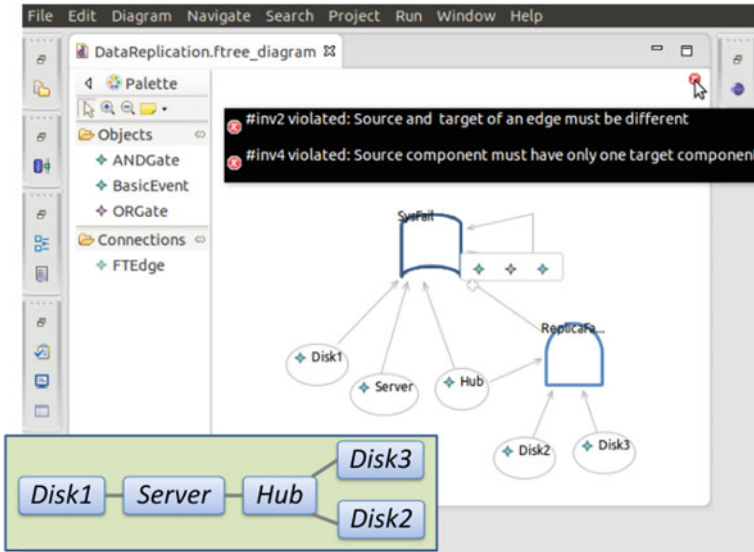 File Edit Diagram Navigate Search Project Run Window Help
DataReplication.ftree_diagram
Palette
Objects
ANDGate
BasicEvent
ORGate
Connections
FTEdge
#inv2 violated: Source and target of an edge must be different
#inv4 violated: Source component must have only one target component
SysFail
ReplicaFa...
Disk1
Server
Hub
Disk2
Disk3
Disk1
Server
Hub
Disk3
Disk2